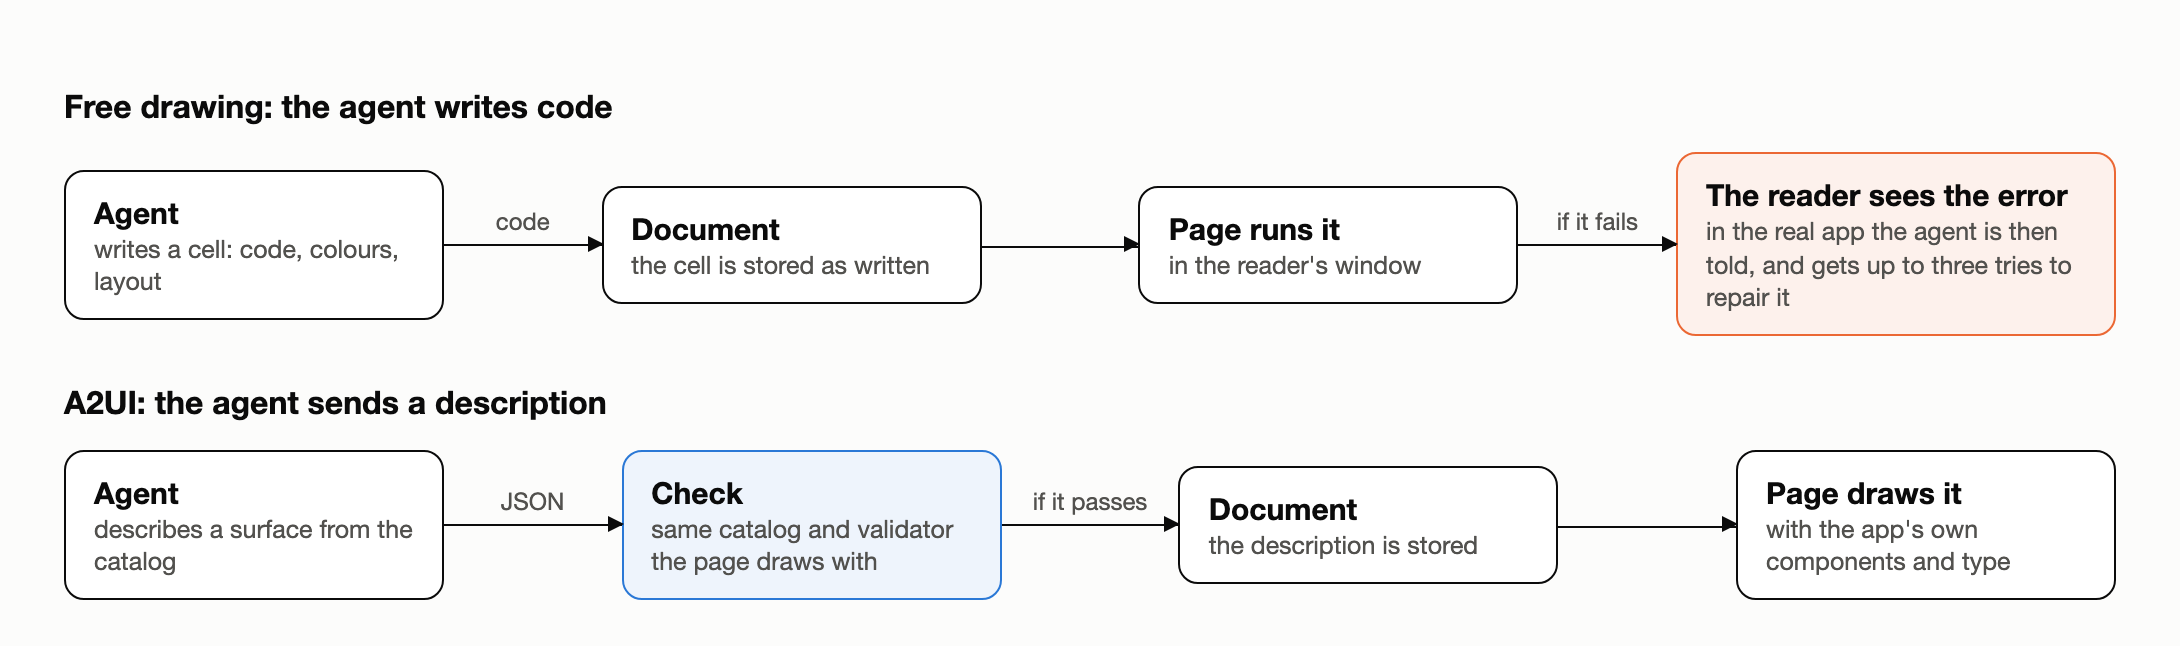 Free drawing: the agent writes code
Agent
writes a cell: code, colours,
layout
code
Document
the cell is stored as written
Page runs it
in the reader's window
if it fails
The reader sees the error
in the real app the agent is then
told, and gets up to three tries to
repair it
A2UI: the agent sends a description
Agent
describes a surface from the
catalog
JSON
Check
same catalog and validator
the page draws with
if it passes
Document
the description is stored
Page draws it
with the app's own
components and type